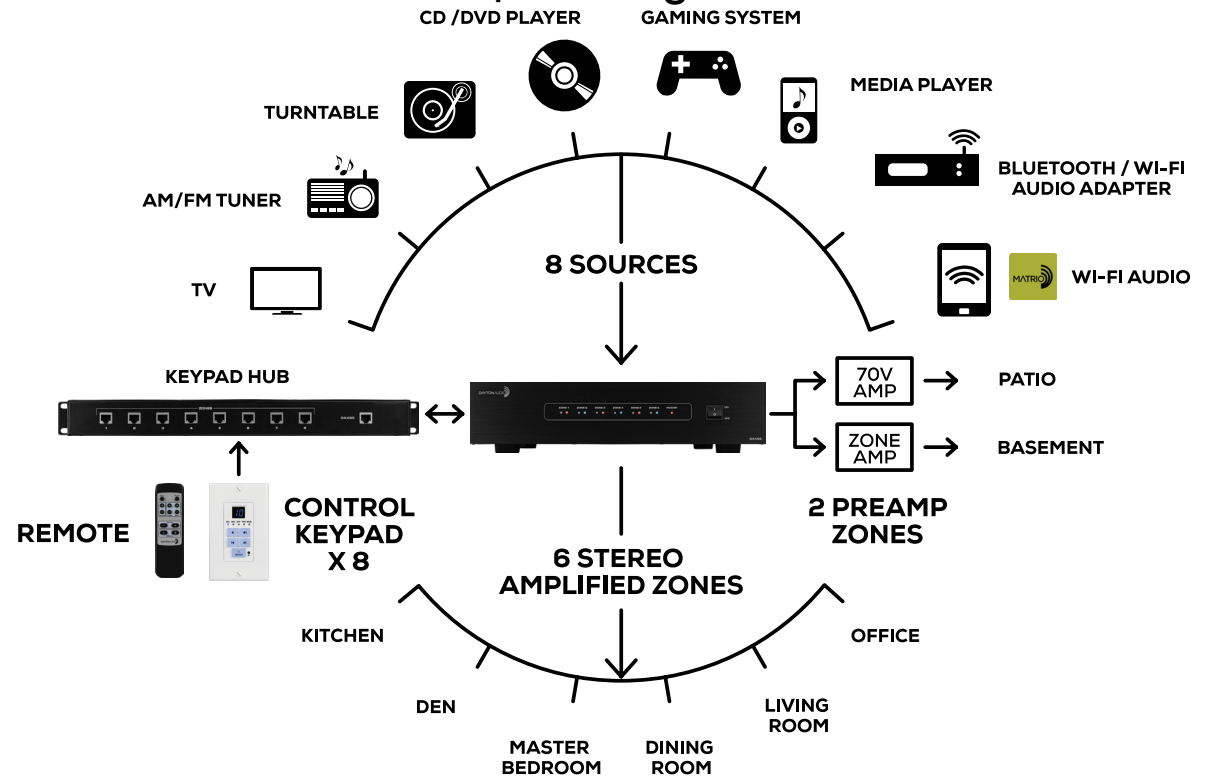 CD /DVD PLAYER
GAMING SYSTEM
MEDIA PLAYER
TURNTABLE
BLUETOOTH / WI-FI
AUDIO ADAPTER
AM/FM TUNER
8 SOURCES
TV
MATRIO
WI-FI AUDIO
KEYPAD HUB
70V
AMP
PATIO
ZONE
AMP
BASEMENT
REMOTE
CONTROL
KEYPAD
X 8
2 PREAMP
ZONES
6 STEREO
AMPLIFIED ZONES
KITCHEN
OFFICE
DEN
LIVING
ROOM
MASTER
BEDROOM
DINING
ROOM